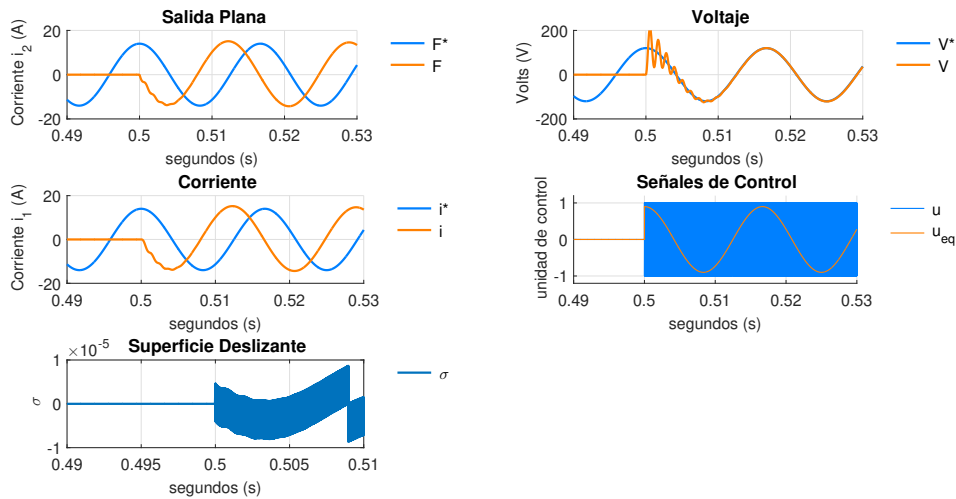 Salida Plana
Corriente i2 (A)
20
0
-20
0.49 0.5 0.51 0.52 0.53
segundos (s)
F*
F
Voltaje
Volts (V)
200
0
-200
0.49 0.5 0.51 0.52 0.53
segundos (s)
V*
V
Corriente
Corriente i1 (A)
20
0
-20
0.49 0.5 0.51 0.52 0.53
segundos (s)
i*
i
Señales de Control
unidad de control
1
0
-1
0.49 0.5 0.51 0.52 0.53
segundos (s)
u
ueq
Superficie Deslizante
×10-5
σ
1
0
-1
0.49 0.495 0.5 0.505 0.51
segundos (s)
σ